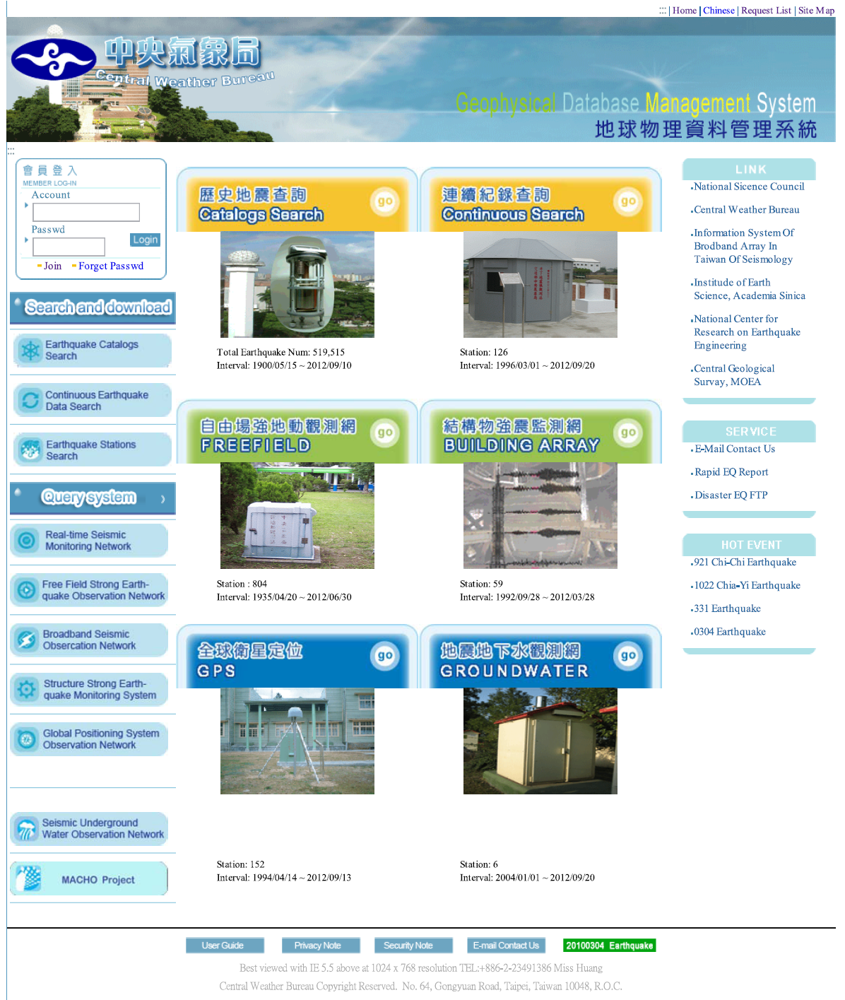 ::: | Home | Chinese | Request List | Site Map
中央氣象局
Central Weather Bureau
Geophysical Database Management System
地球物理資料管理系統
:::
會員登入
MEMBER LOG-IN
Account
Passwd
Login
Join Forget Passwd
Search and download
Earthquake Catalogs
Search
Continuous Earthquake
Data Search
Earthquake Stations
Search
Query system
Real-time Seismic
Monitoring Network
Free Field Strong Earth-
quake Observation Network
Broadband Seismic
Obsercation Network
Structure Strong Earth-
quake Monitoring System
Global Positioning System
Observation Network
Seismic Underground
Water Observation Network
MACHO Project
歷史地震查詢
Catalogs Search
go
Total Earthquake Num: 519,515
Interval: 1900/05/15 ~ 2012/09/10
連續紀錄查詢
Continuous Search
go
Station: 126
Interval: 1996/03/01 ~ 2012/09/20
自由場強地動觀測網
FREEFIELD
go
Station : 804
Interval: 1935/04/20 ~ 2012/06/30
結構物強震監測網
BUILDING ARRAY
go
Station: 59
Interval: 1992/09/28 ~ 2012/03/28
全球衛星定位
GPS
go
Station: 152
Interval: 1994/04/14 ~ 2012/09/13
地震地下水觀測網
GROUNDWATER
go
Station: 6
Interval: 2004/01/01 ~ 2012/09/20
LINK
National Sicence Council
Central Weather Bureau
Information System Of
Brodband Array In
Taiwan Of Seismology
Institude of Earth
Science, Academia Sinica
National Center for
Research on Earthquake
Engineering
Central Geological
Survay, MOEA
SERVICE
E-Mail Contact Us
Rapid EQ Report
Disaster EQ FTP
HOT EVENT
921 Chi-Chi Earthquake
1022 Chia-Yi Earthquake
331 Earthquake
0304 Earthquake
User Guide
Privacy Note
Security Note
E-mail Contact Us
20100304 Earthquake
Best viewed with IE 5.5 above at 1024 x 768 resolution TEL:+886-2-23491386 Miss Huang
Central Weather Bureau Copyright Reserved. No. 64, Gongyuan Road, Taipei, Taiwan 10048, R.O.C.